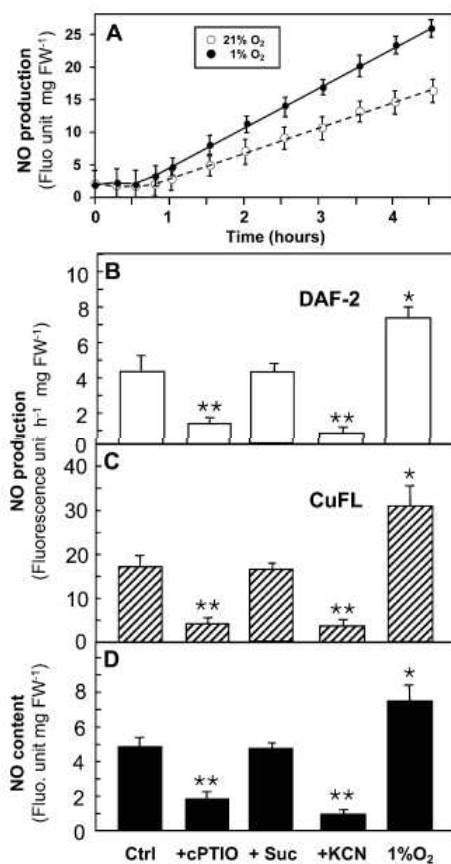 A
21% O₂
1% O₂
NO production
(Fluo unit mg FW⁻¹)
25
20
15
10
5
0
0 1 2 3 4
Time (hours)
B
DAF-2
10
8
6
4
2
0
**
**
*
NO production
(Fluorescence uni h⁻¹ mg FW⁻¹)
C
CuFL
40
30
20
10
0
**
**
*
D
NO content
(Fluo. unit mg FW⁻¹)
8
6
4
2
0
**
**
*
Ctrl +cPTIO + Suc +KCN 1%O₂